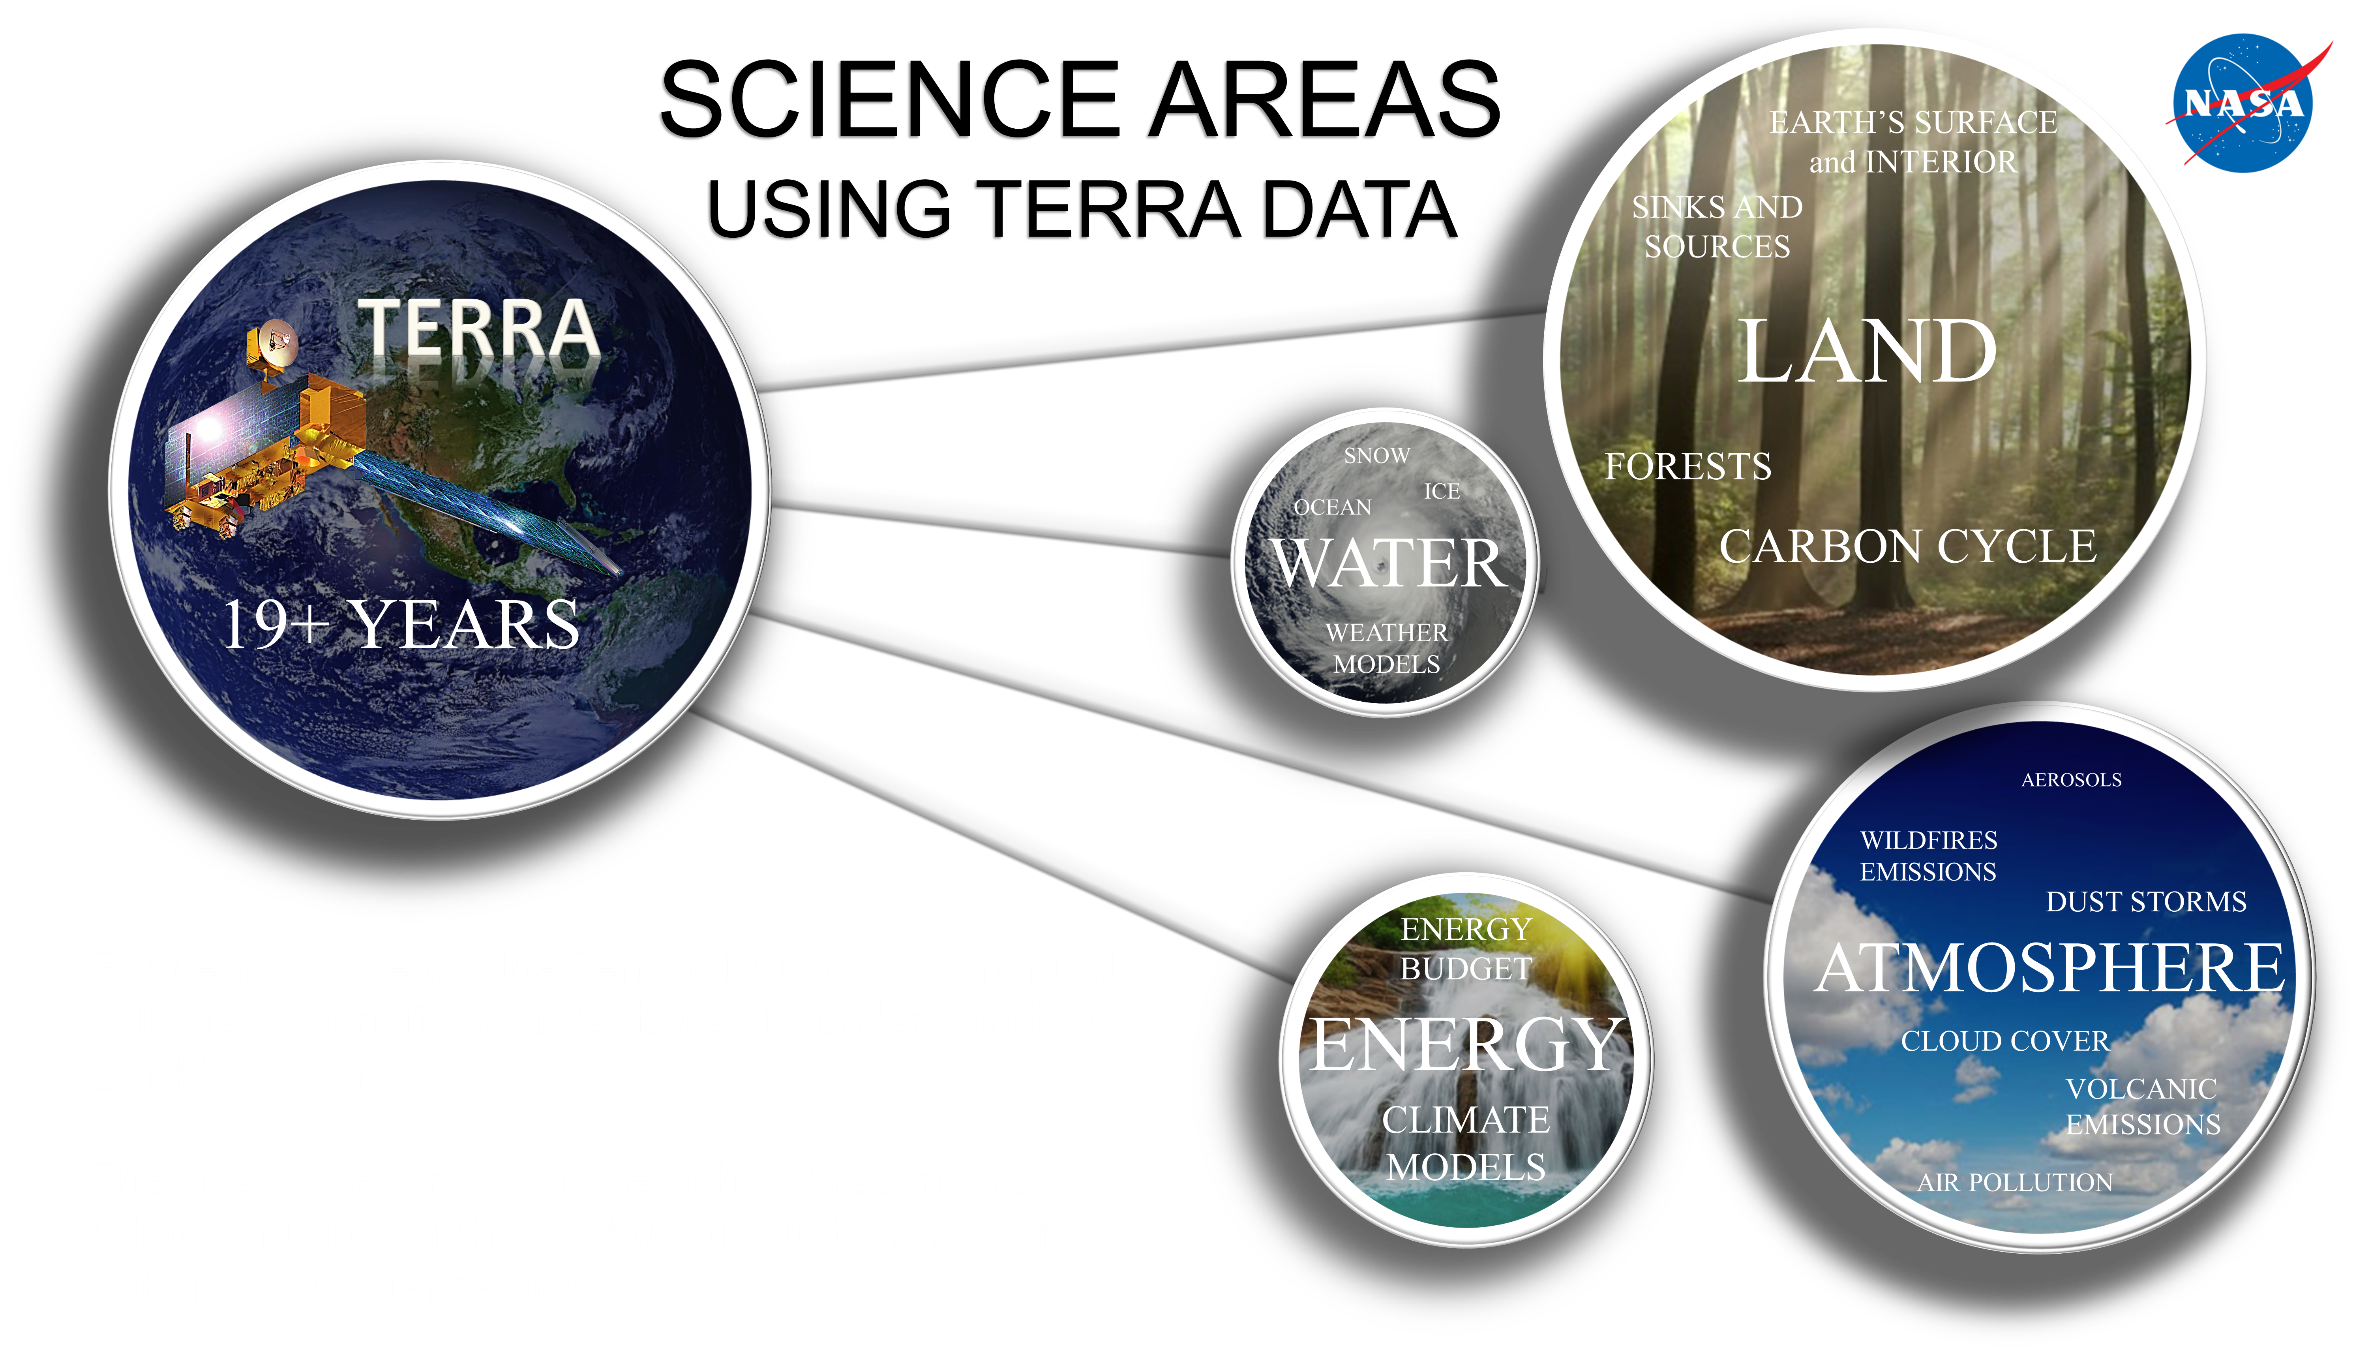 SCIENCE AREAS
USING TERRA DATA
NASA
TERRA
19+ YEARS
EARTH'S SURFACE
and INTERIOR
SINKS AND
SOURCES
LAND
FORESTS
CARBON CYCLE
SNOW
ICE
OCEAN
WATER
WEATHER
MODELS
AEROSOLS
WILDFIRES
EMISSIONS
DUST STORMS
ATMOSPHERE
CLOUD COVER
VOLCANIC
EMISSIONS
AIR POLLUTION
ENERGY
BUDGET
ENERGY
CLIMATE
MODELS